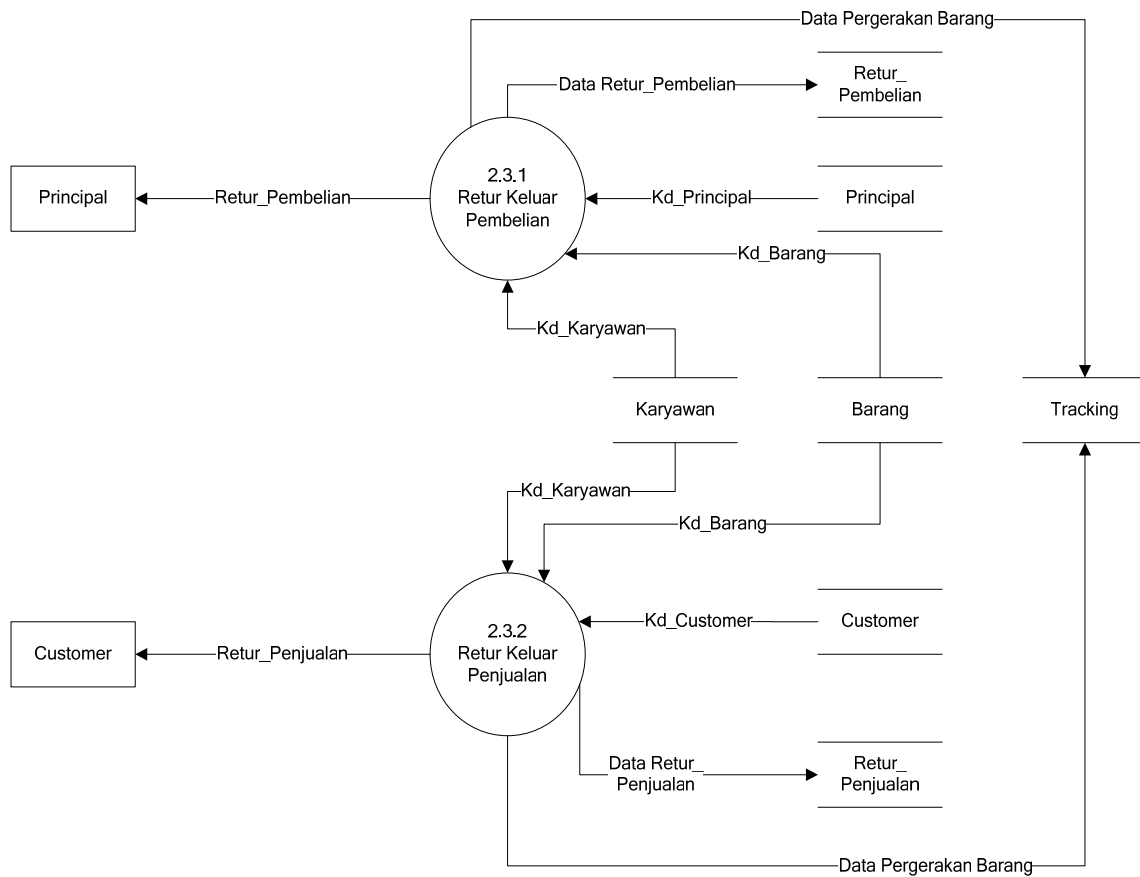 Data Pergerakan Barang
Data Retur_Pembelian
Retur_
Pembelian
2.3.1
Retur Keluar
Pembelian
Principal
Retur_Pembelian
Kd_Principal
Principal
Kd_Barang
Kd_Karyawan
Karyawan
Barang
Tracking
Kd_Karyawan
Kd_Barang
2.3.2
Retur Keluar
Penjualan
Kd_Customer
Customer
Customer
Retur_Penjualan
Data Retur_
Penjualan
Retur_
Penjualan
Data Pergerakan Barang